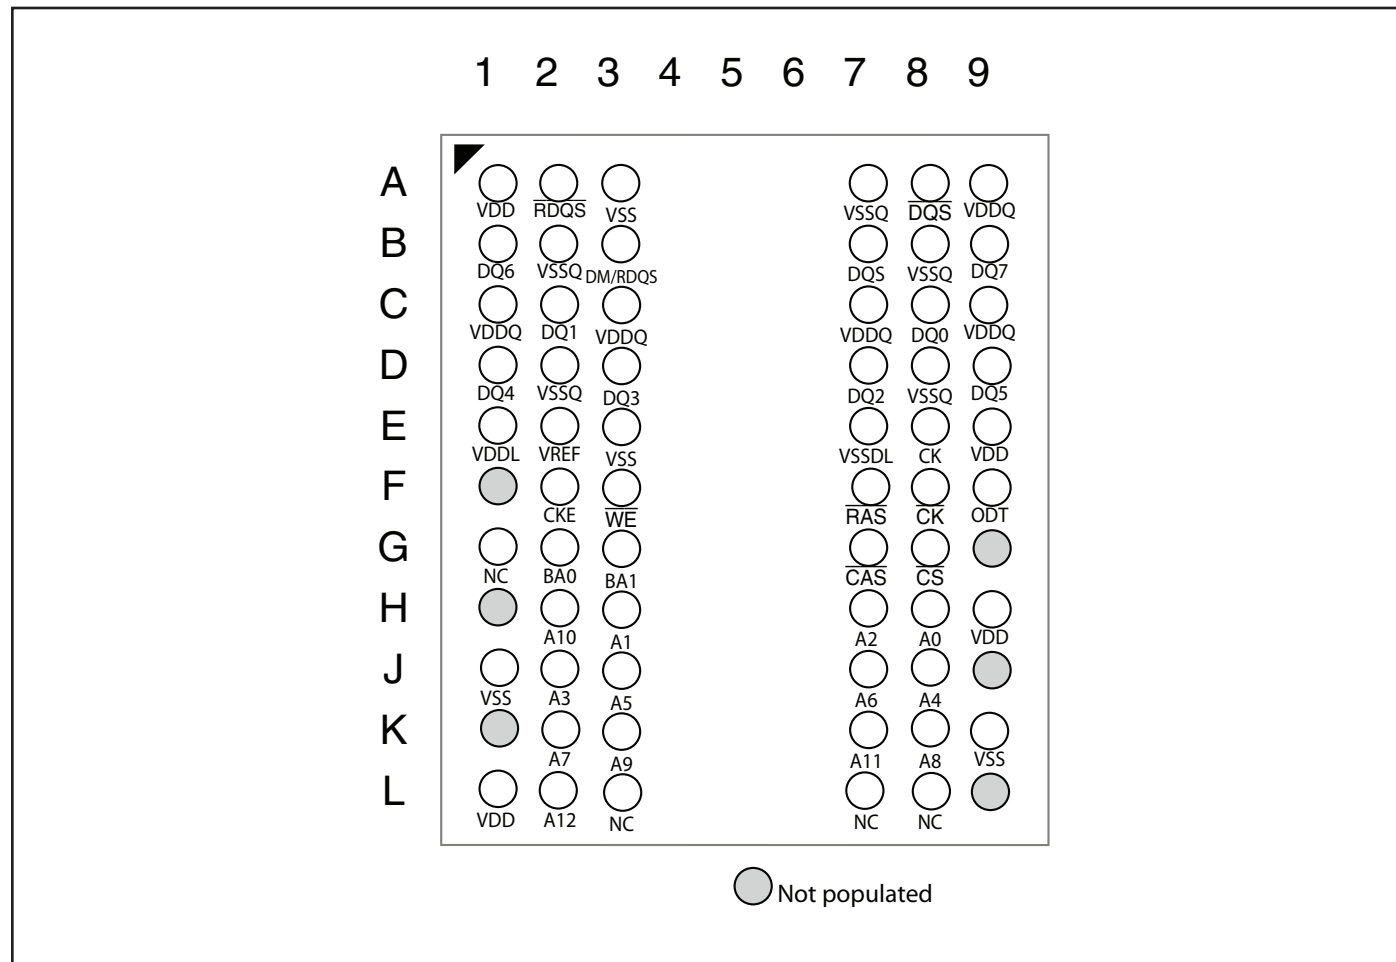 1 2 3 4 5 6 7 8 9
A
VDD RDQS VSS VSSQ DQS VDDQ
B
DQ6 VSSQ DM/RDQS DQS VSSQ DQ7
C
VDDQ DQ1 VDDQ VDDQ DQ0 VDDQ
D
DQ4 VSSQ DQ3 DQ2 VSSQ DQ5
E
VDDL VREF VSS VSSDL CK VDD
F
CKE WE RAS CK ODT
G
NC BA0 BA1 CAS CS
H
A10 A1 A2 A0 VDD
J
VSS A3 A5 A6 A4
K
A7 A9 A11 A8 VSS
L
VDD A12 NC NC NC
Not populated